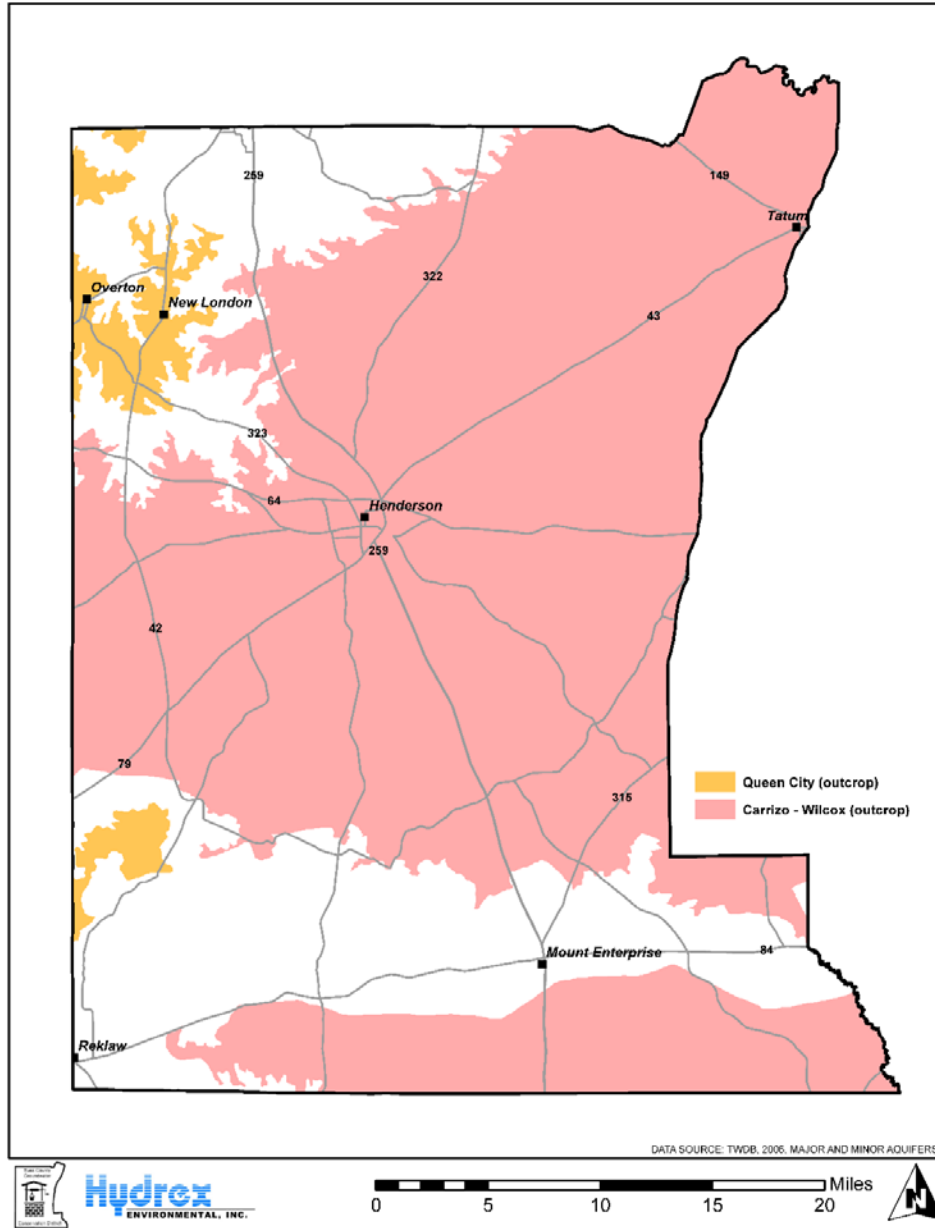 259
149
Tatum
322
Overton
New London
43
323
64
Henderson
259
42
79
315
Queen City (outcrop)
Carrizo - Wilcox (outcrop)
Mount Enterprise
84
Reklaw
DATA SOURCE: TWDB, 2006, MAJOR AND MINOR AQUIFERS
Hydrex
ENVIRONMENTAL, INC.
0 5 10 15 20 Miles
N
Conservation District